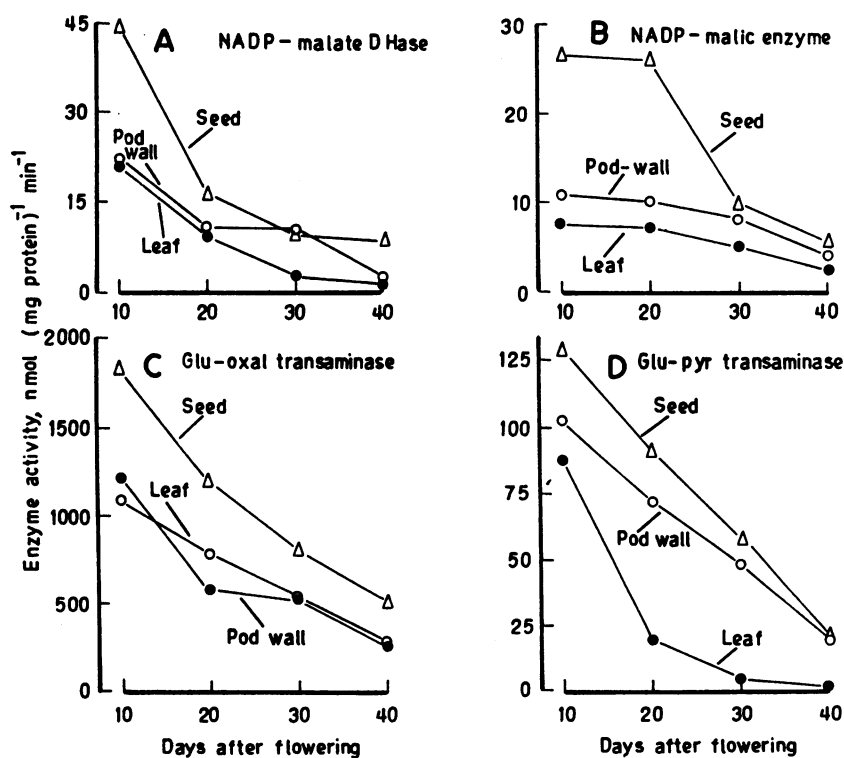 Enzyme activity, nmol (mg protein)⁻¹ min⁻¹
A NADP - malate DHase
45
30
15
0
Seed
Pod
wall
Leaf
10 20 30 40
B NADP - malic enzyme
30
20
10
0
Seed
Pod-wall
Leaf
10 20 30 40
C Glu-oxal transaminase
2000
1500
1000
500
0
Seed
Leaf
Pod wall
10 20 30 40
Days after flowering
D Glu-pyr transaminase
125
100
75
50
25
0
Seed
Pod wall
Leaf
10 20 30 40
Days after flowering